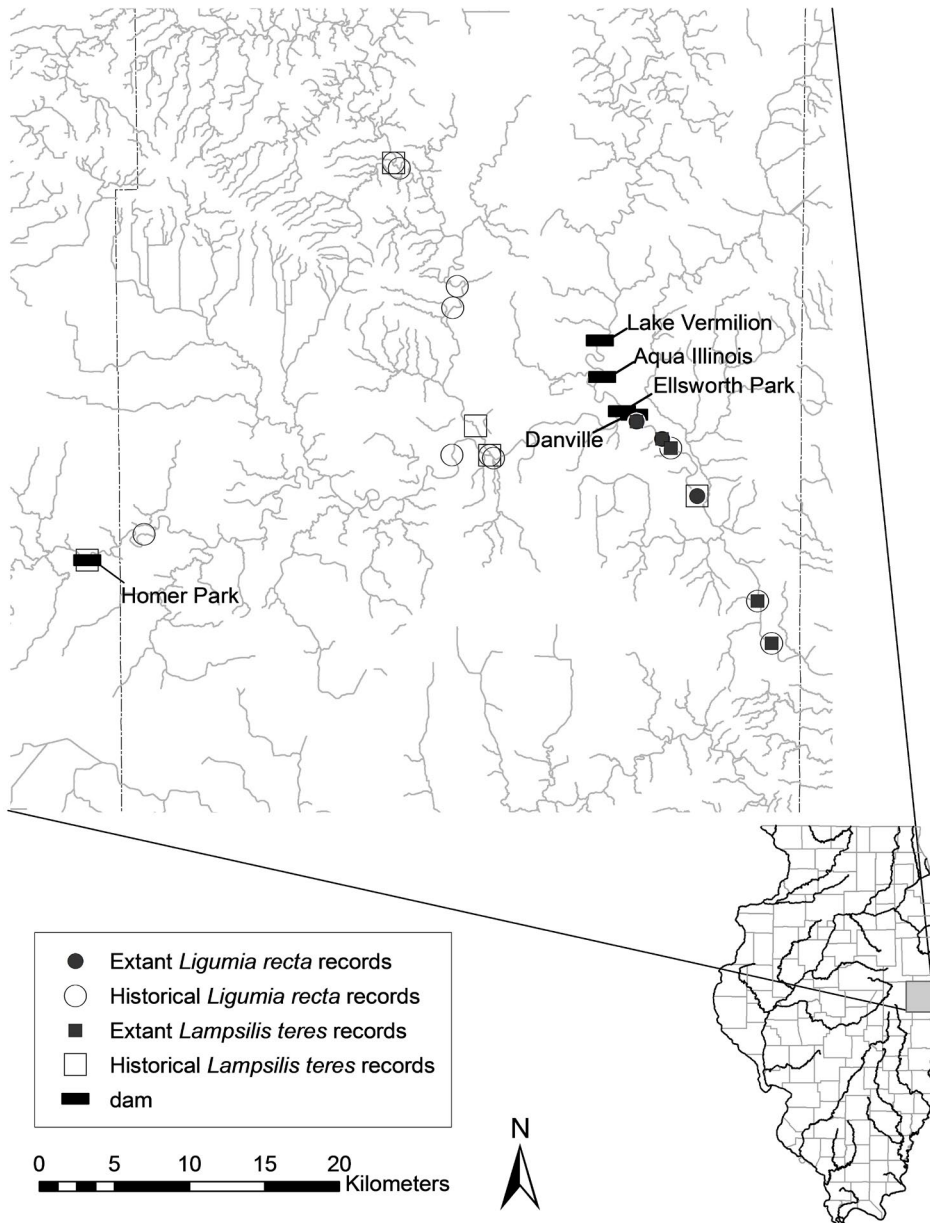 Lake Vermilion
Aqua Illinois
Ellsworth Park
Danville
Homer Park
Extant Ligumia recta records
Historical Ligumia recta records
Extant Lampsilis teres records
Historical Lampsilis teres records
dam
N
0 5 10 15 20
Kilometers